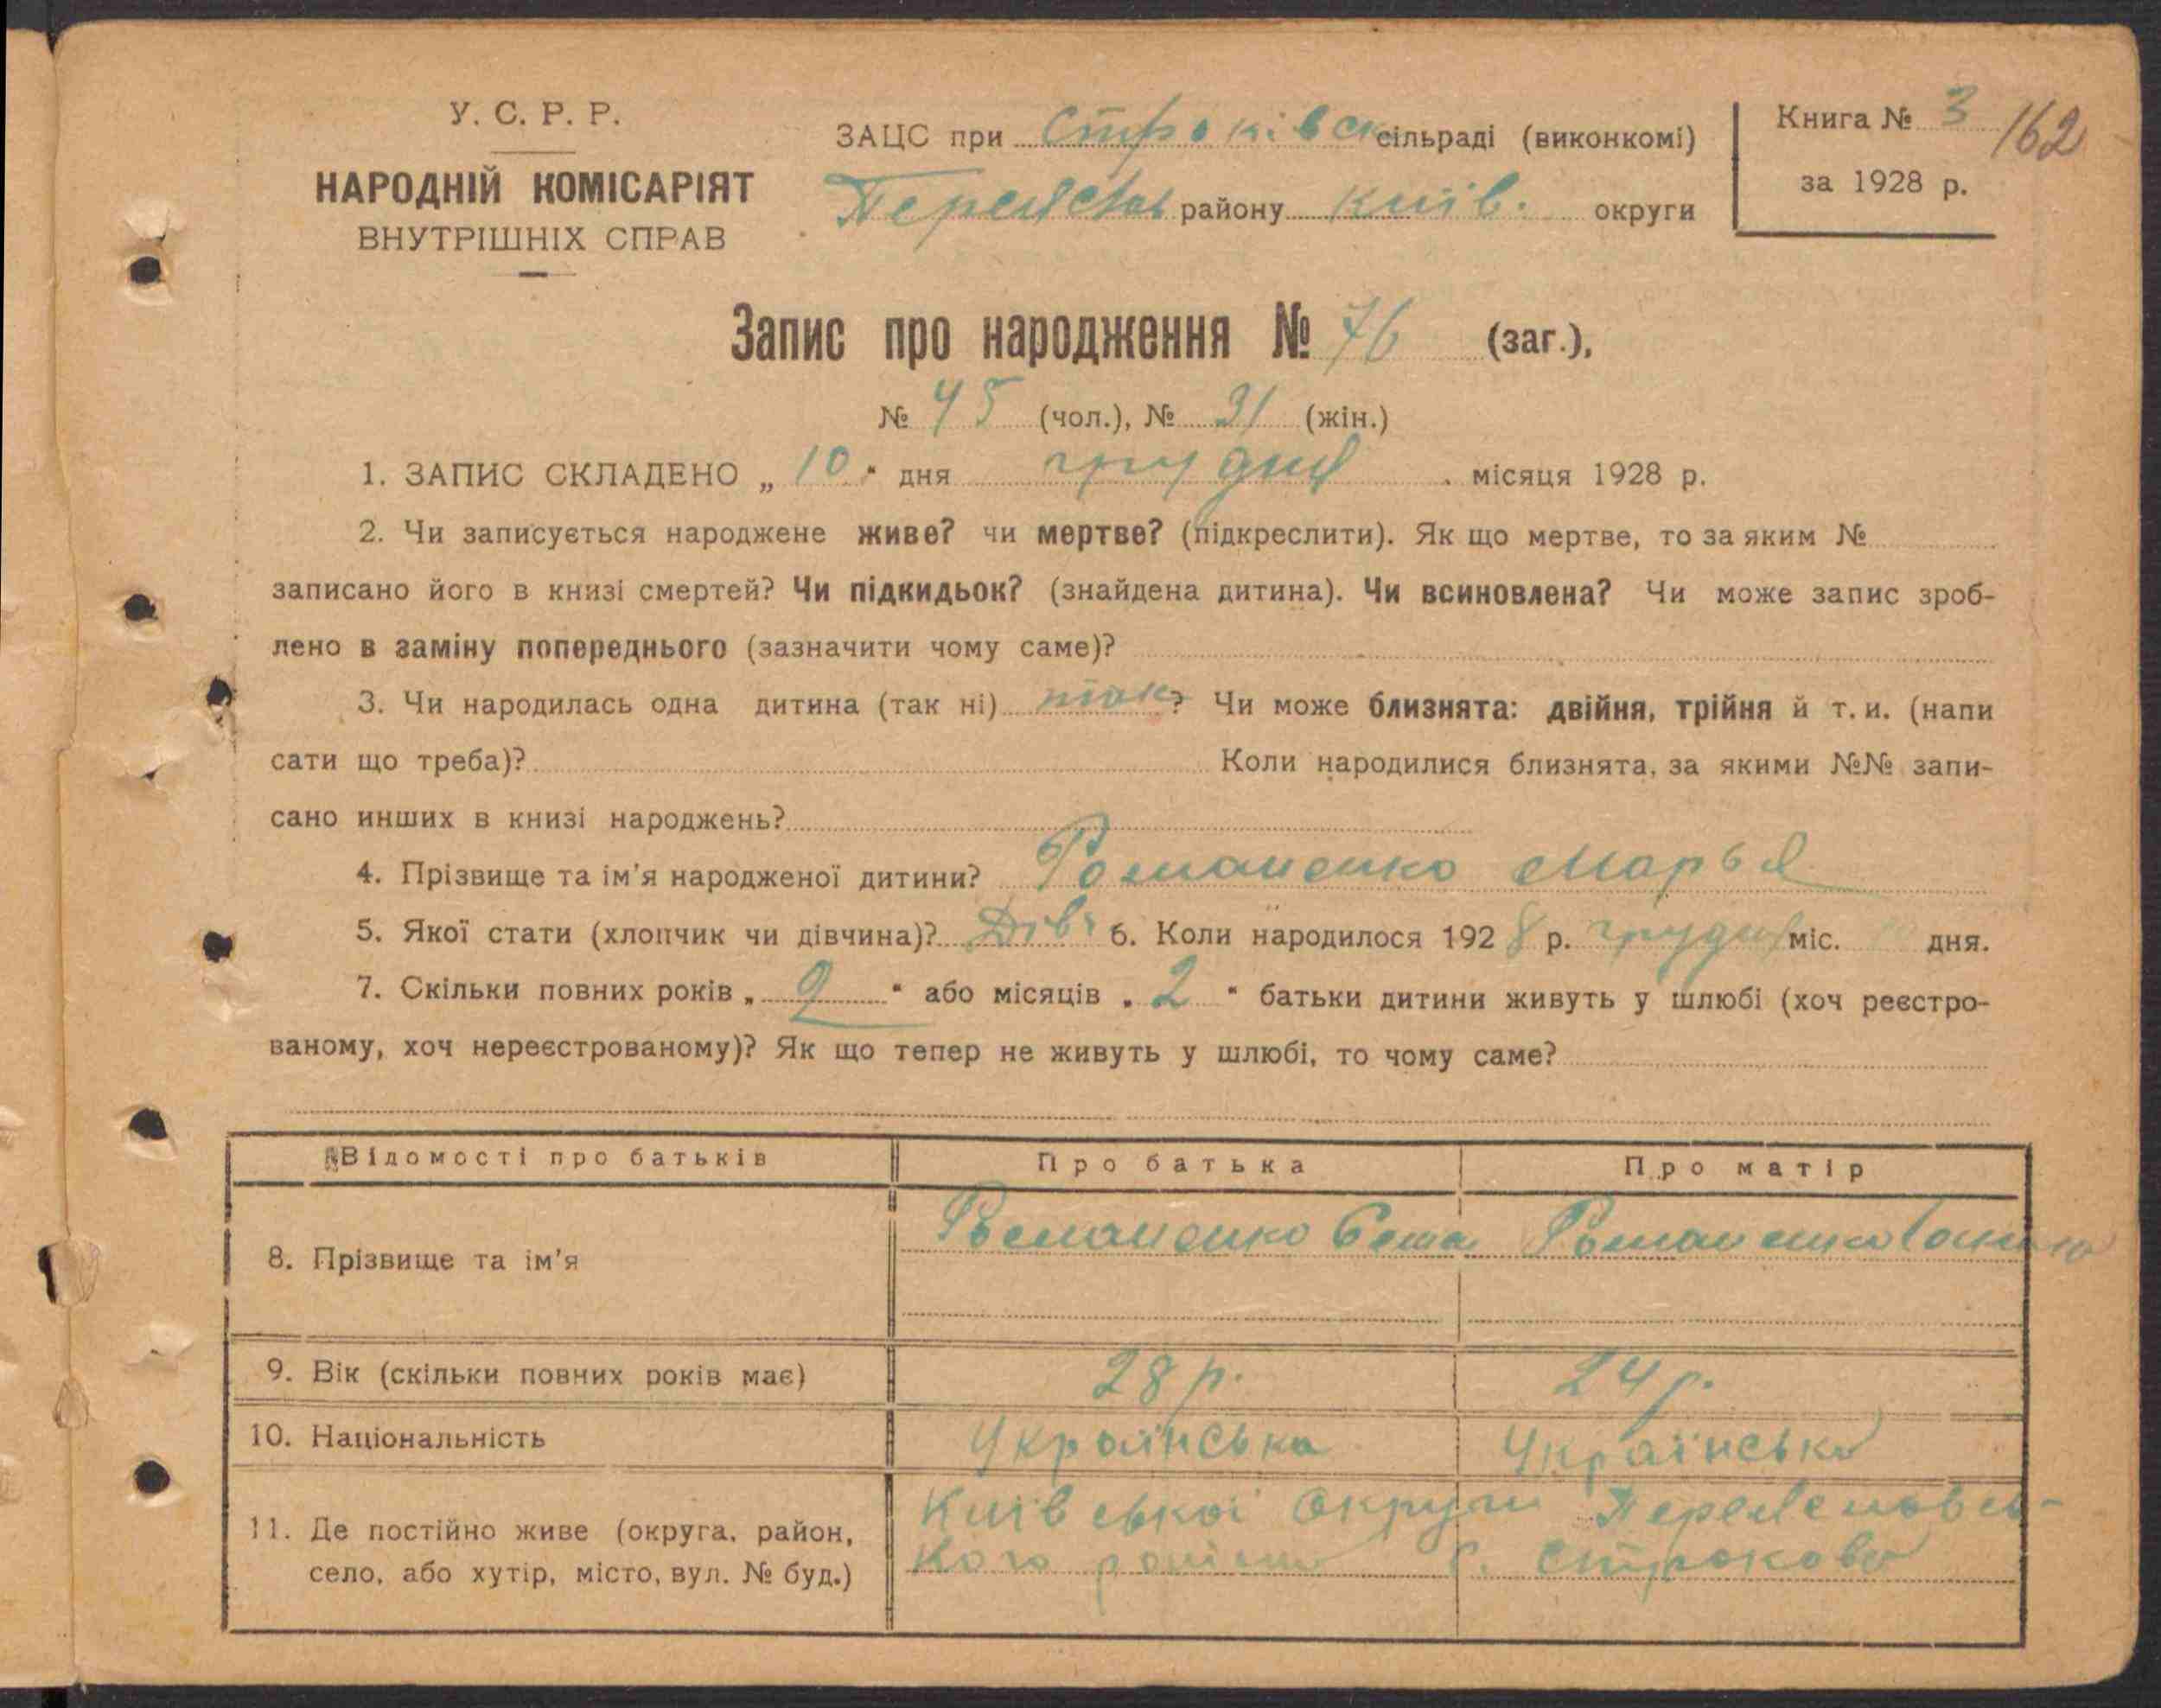 У. С. Р. Р.
НАРОДНІЙ КОМІСАРІЯТ
ВНУТРІШНІХ СПРАВ
ЗАЦС при Строківск сільраді (виконкомі)
району Київ. округи
Книга № 3
162
за 1928 р.
Запис про народження № 76 (заг.),
№ 45 (чол.), № 31 (жін.)
1. ЗАПИС СКЛАДЕНО „ 10 “ дня грудня місяця 1928 р.
2. Чи записується народжене живе? чи мертве? (підкреслити). Як що мертве, то за яким №
записано його в книзі смертей? Чи підкидьок? (знайдена дитина). Чи всиновлена? Чи може запис зроб-
лено в заміну попереднього (зазначити чому саме)?
3. Чи народилась одна дитина (так ні) так? Чи може близнята: двійня, трійня й т. и. (напи
сати що треба)? Коли народилися близнята, за якими №№ запи-
сано инших в книзі народжень?
4. Прізвище та ім'я народженої дитини? Романенко Марья
5. Якої стати (хлопчик чи дівчина)? Дівч 6. Коли народилося 1928 р. грудня міс. дня.
7. Скільки повних років „ “ або місяців „ 2 “ батьки дитини живуть у шлюбі (хоч реєстро-
ваному, хоч нереєстрованому)? Як що тепер не живуть у шлюбі, то чому саме?
Відомості про батьків Про батька Про матір
8. Прізвище та ім'я Романенко Романенко
9. Вік (скільки повних років має) 28 р. 24 р.
10. Національність Українська Українська
11. Де постійно живе (округа, район,
село, або хутір, місто, вул. № буд.)
Київської Округи
кого району с. Строкова